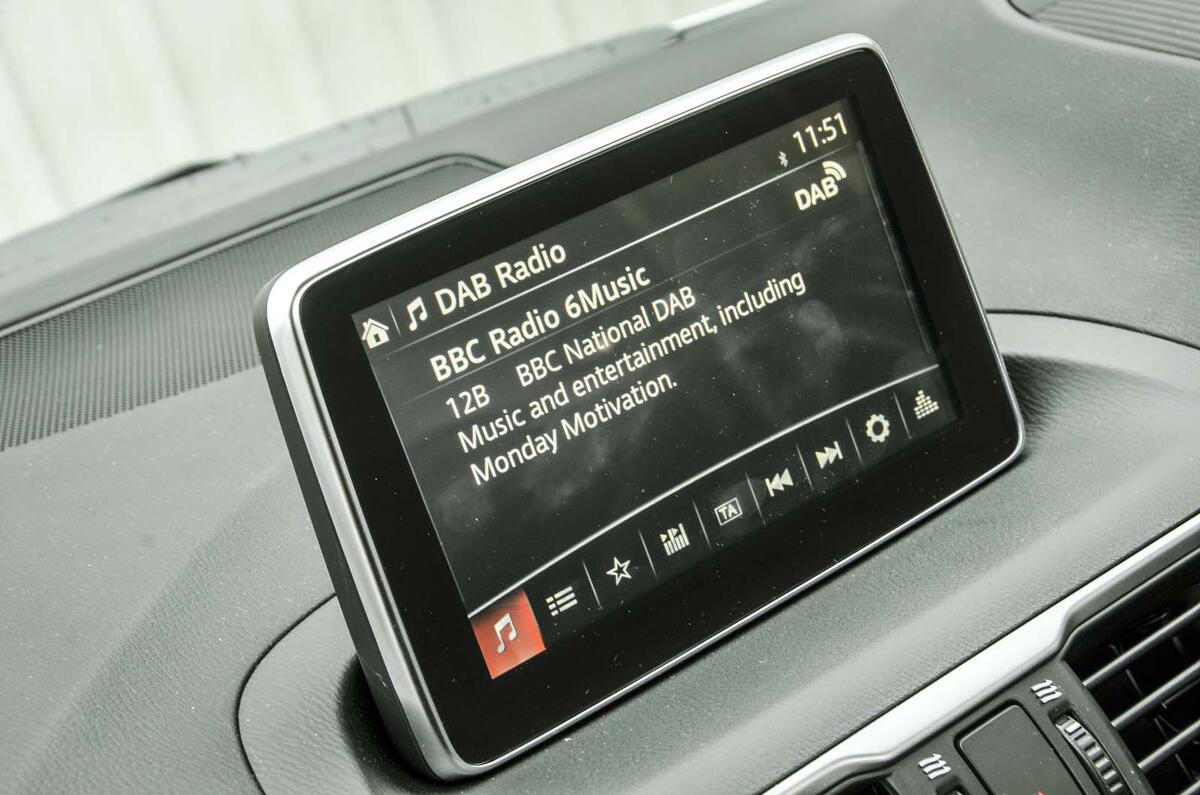 11:51
DAB Radio
DAB
BBC Radio 6Music
12B BBC National DAB
Music and entertainment, including
Monday Motivation.
TA